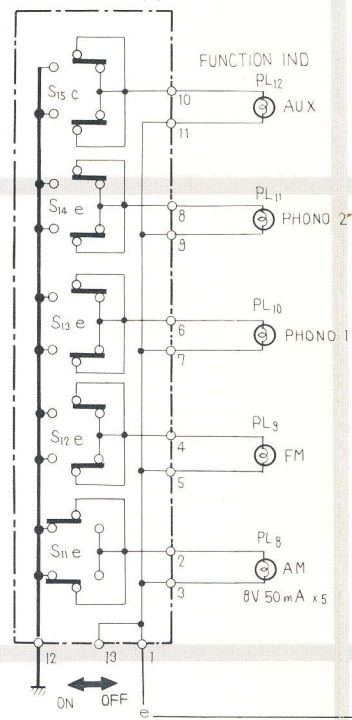 FUNCTION IND
PL12
S15 c
10
AUX
11
PL11
S14 e
8
PHONO 2
9
PL10
S13 e
6
PHONO 1
7
PL9
S12 e
4
FM
5
PL8
S11 e
2
AM
3
8V 50mA x5
12
13
1
ON
OFF
e